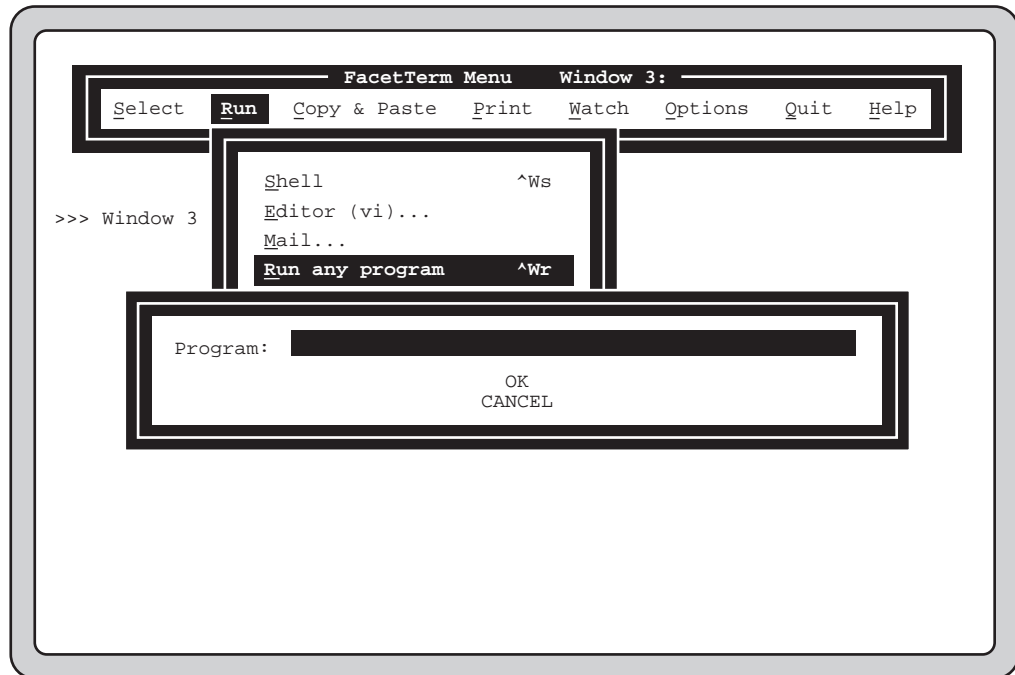 FacetTerm Menu Window 3:
Select Run Copy & Paste Print Watch Options Quit Help
Shell ^Ws
>>> Window 3
Editor (vi)...
Mail...
Run any program ^Wr
Program:
OK
CANCEL